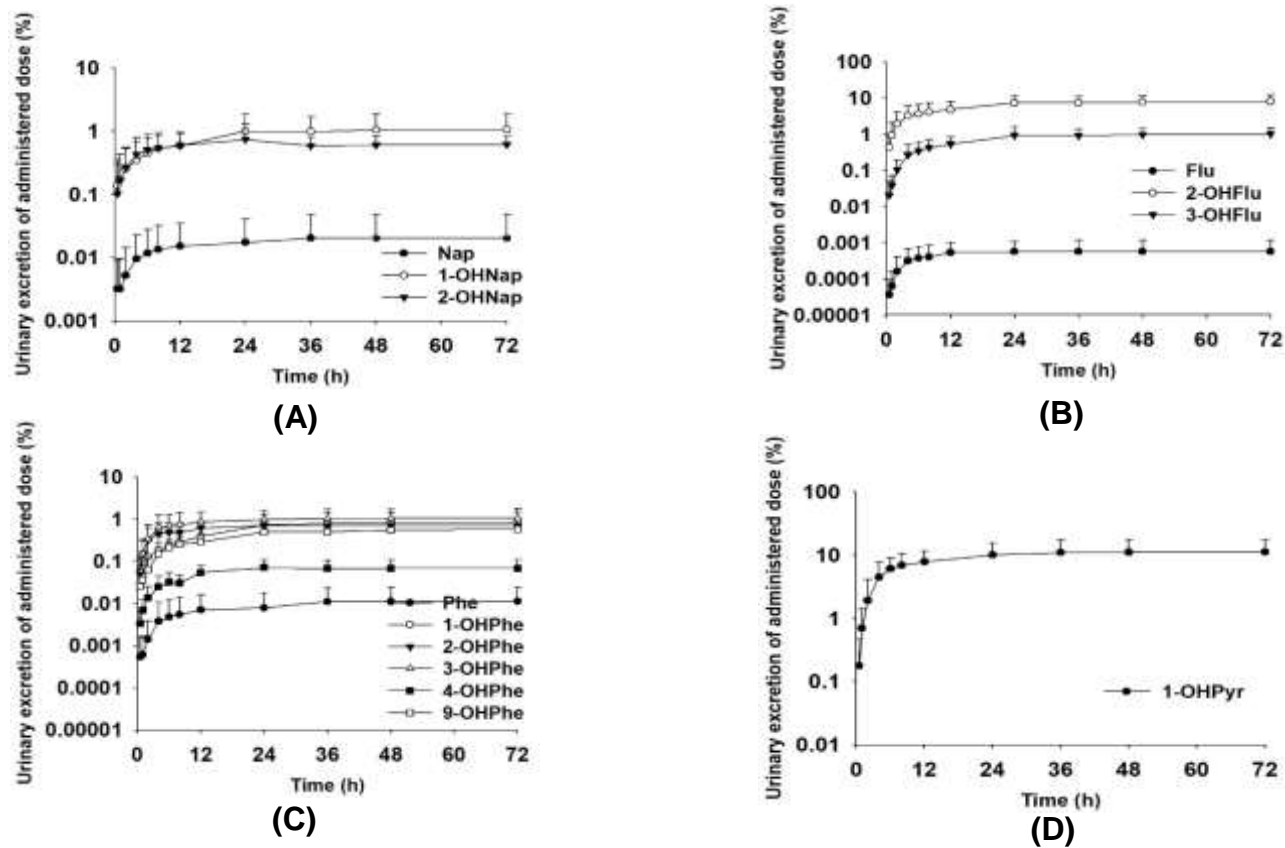 Urinary excretion of administered dose (%)
10
1
0.1
0.01
0.001
0 12 24 36 48 60 72
Time (h)
Nap
1-OHNap
2-OHNap
(A)
Urinary excretion of administered dose (%)
100
10
1
0.1
0.01
0.001
0.0001
0.00001
0 12 24 36 48 60 72
Time (h)
Flu
2-OHFlu
3-OHFlu
(B)
Urinary excretion of administered dose (%)
10
1
0.1
0.01
0.001
0.0001
0.00001
0 12 24 36 48 60 72
Time (h)
Phe
1-OHPhe
2-OHPhe
3-OHPhe
4-OHPhe
9-OHPhe
(C)
Urinary excretion of administered dose (%)
100
10
1
0.1
0.01
0 12 24 36 48 60 72
Time (h)
1-OHPyr
(D)